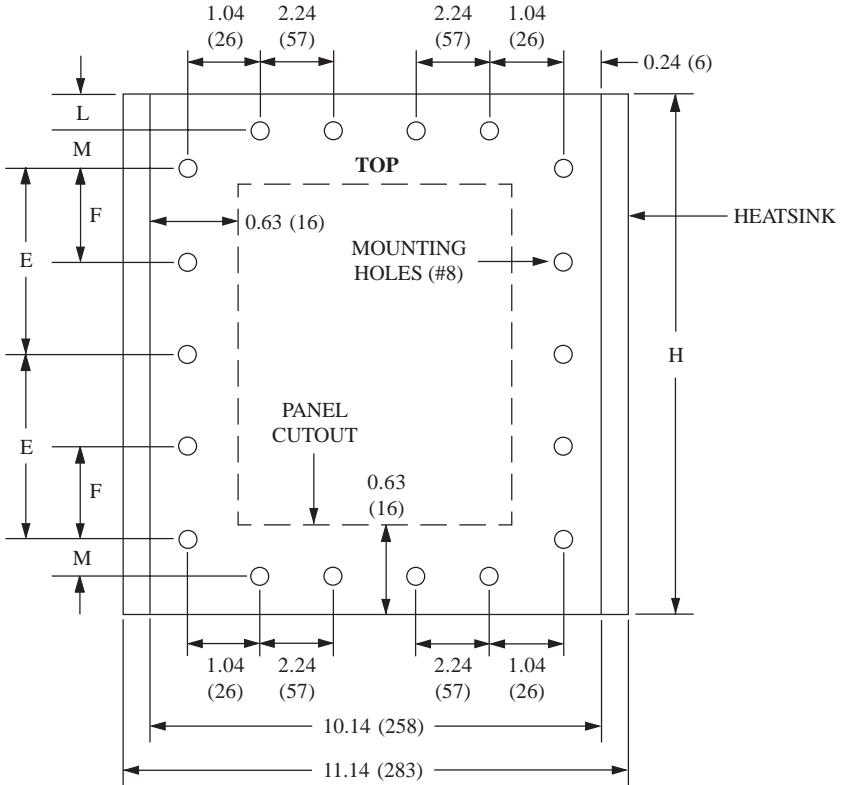 1.04
(26)
2.24
(57)
2.24
(57)
1.04
(26)
0.24 (6)
L
M
TOP
F
0.63 (16)
HEATSINK
E
MOUNTING
HOLES (#8)
H
PANEL
CUTOUT
E
0.63
(16)
F
M
1.04
(26)
2.24
(57)
2.24
(57)
1.04
(26)
10.14 (258)
11.14 (283)